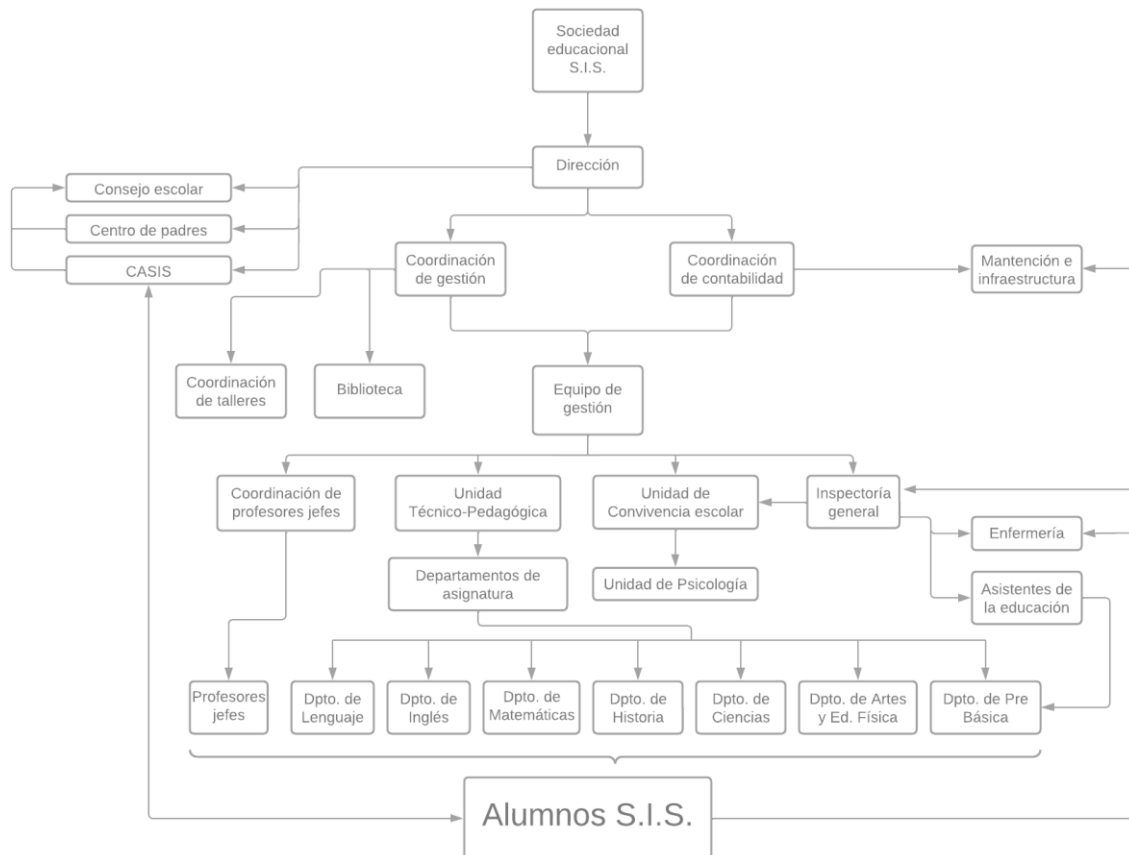 Sociedad
educacional
S.I.S.
Dirección
Consejo escolar
Centro de padres
CASIS
Coordinación
de gestión
Coordinación
de contabilidad
Mantención e
infraestructura
Coordinación
de talleres
Biblioteca
Equipo de
gestión
Coordinación de
profesores jefes
Unidad
Técnico-Pedagógica
Unidad de
Convivencia escolar
Inspectoría
general
Enfermería
Departamentos de
asignatura
Unidad de Psicología
Asistentes de
la educación
Profesores
jefes
Dpto. de
Lenguaje
Dpto. de
Inglés
Dpto. de
Matemáticas
Dpto. de
Historia
Dpto. de
Ciencias
Dpto. de Artes
y Ed. Física
Dpto. de Pre
Básica
Alumnos S.I.S.